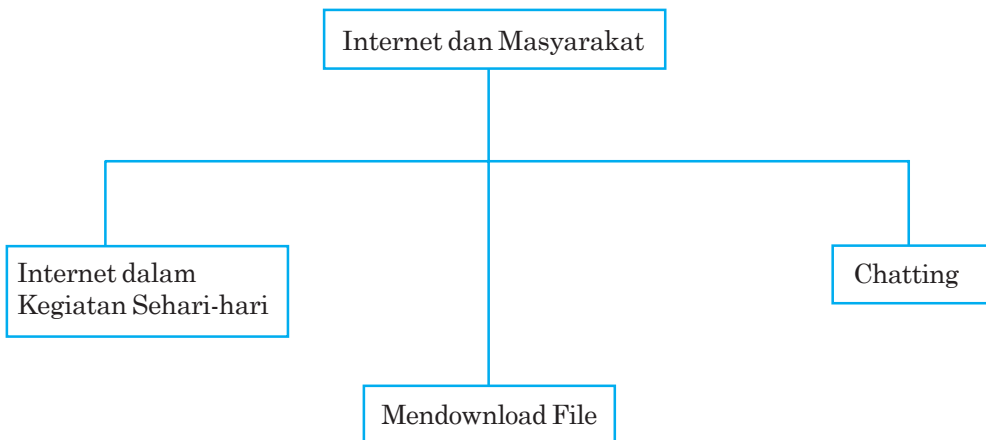 Internet dan Masyarakat
Internet dalam
Kegiatan Sehari-hari
Chatting
Mendownload File